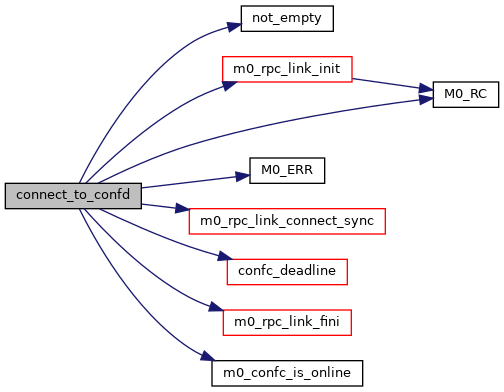 not_empty
m0_rpc_link_init
M0_RC
M0_ERR
connect_to_confd
m0_rpc_link_connect_sync
confc_deadline
m0_rpc_link_fini
m0_confc_is_online